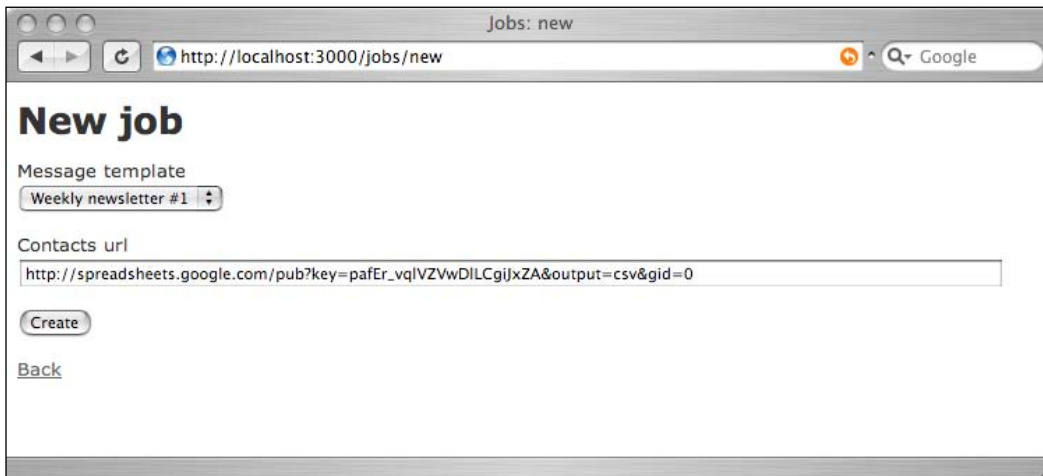 Jobs: new
http://localhost:3000/jobs/new
Google
New job
Message template
Weekly newsletter #1
Contacts url
http://spreadsheets.google.com/pub?key=pafEr_vqlVZVwDlLCgiJxZA&output=csv&gid=0
Create
Back